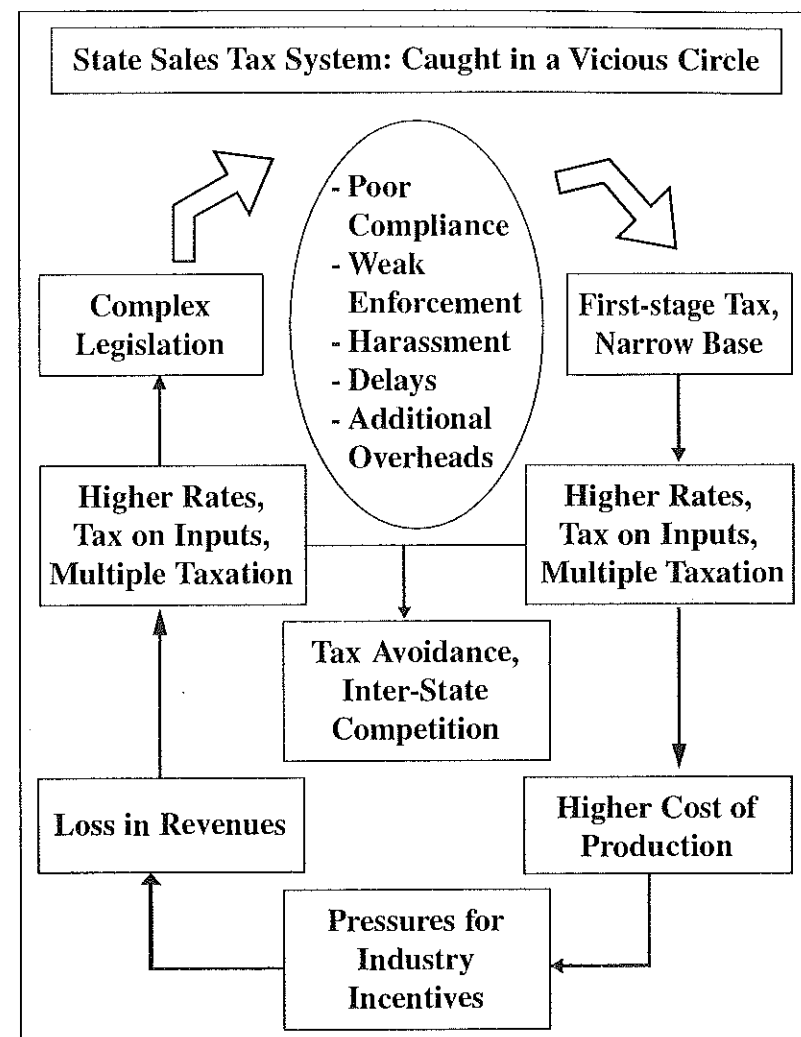 State Sales Tax System: Caught in a Vicious Circle
- Poor
Compliance
- Weak
Enforcement
- Harassment
- Delays
- Additional
Overheads
Complex
Legislation
First-stage Tax,
Narrow Base
Higher Rates,
Tax on Inputs,
Multiple Taxation
Higher Rates,
Tax on Inputs,
Multiple Taxation
Tax Avoidance,
Inter-State
Competition
Loss in Revenues
Higher Cost of
Production
Pressures for
Industry
Incentives